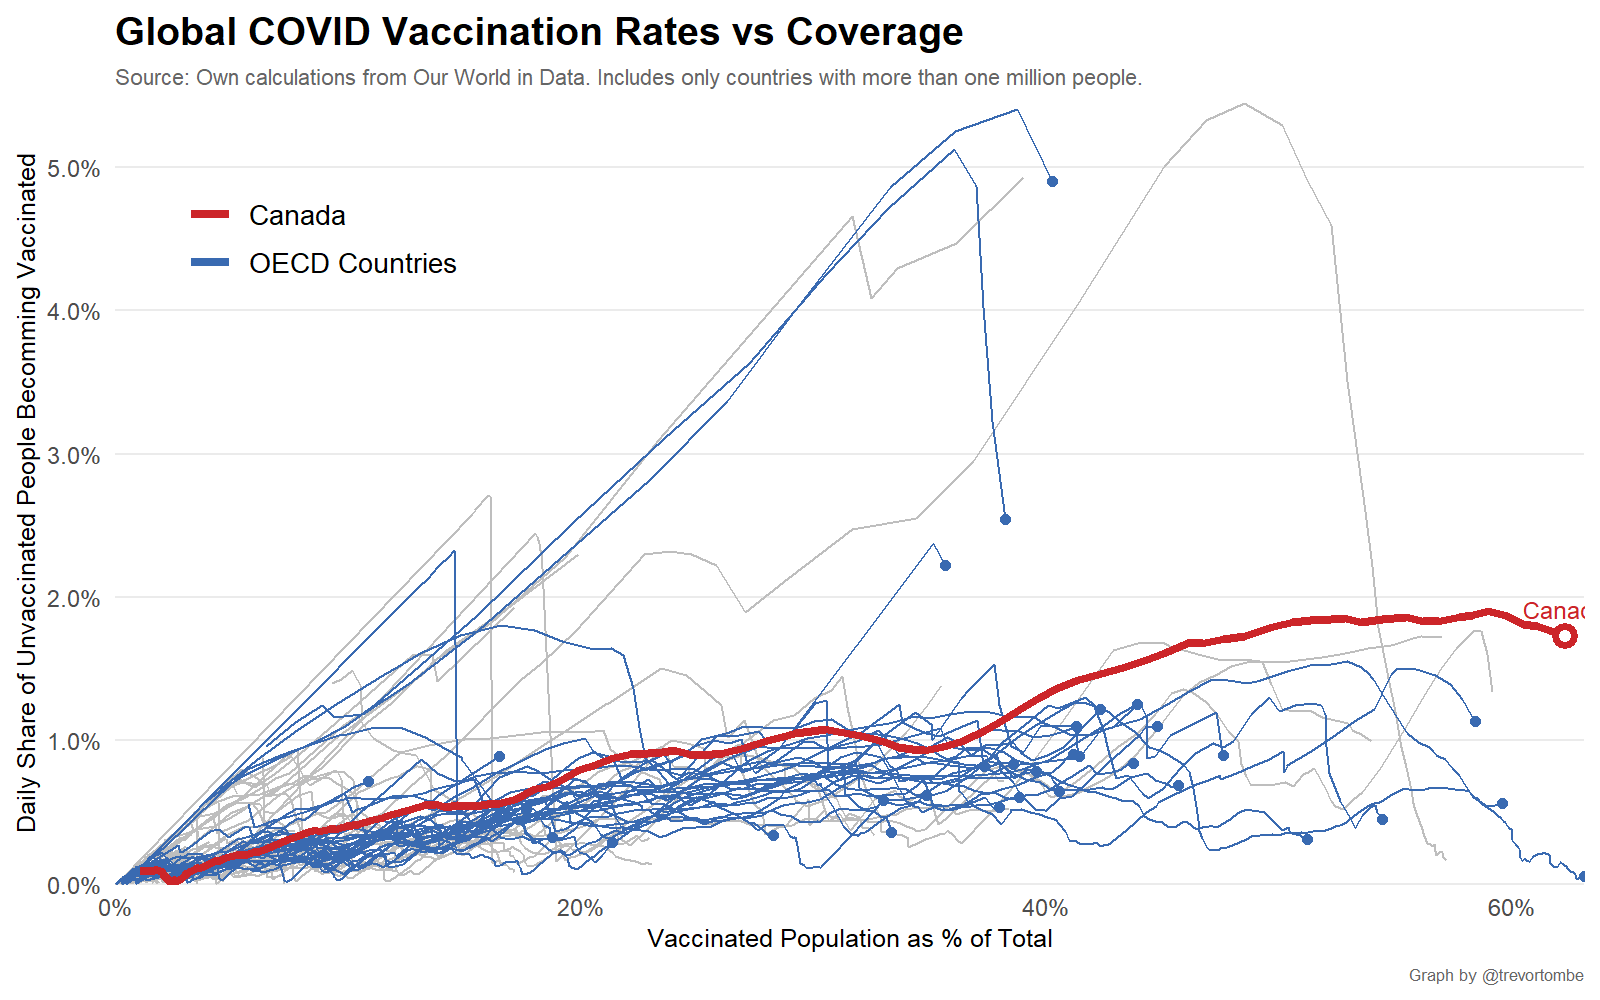 Global COVID Vaccination Rates vs Coverage
Source: Own calculations from Our World in Data. Includes only countries with more than one million people.
Daily Share of Unvaccinated People Becomming Vaccinated
5.0%
4.0%
3.0%
2.0%
1.0%
0.0%
Canada
OECD Countries
Canad
0%
20%
40%
60%
Vaccinated Population as % of Total
Graph by @trevortombe